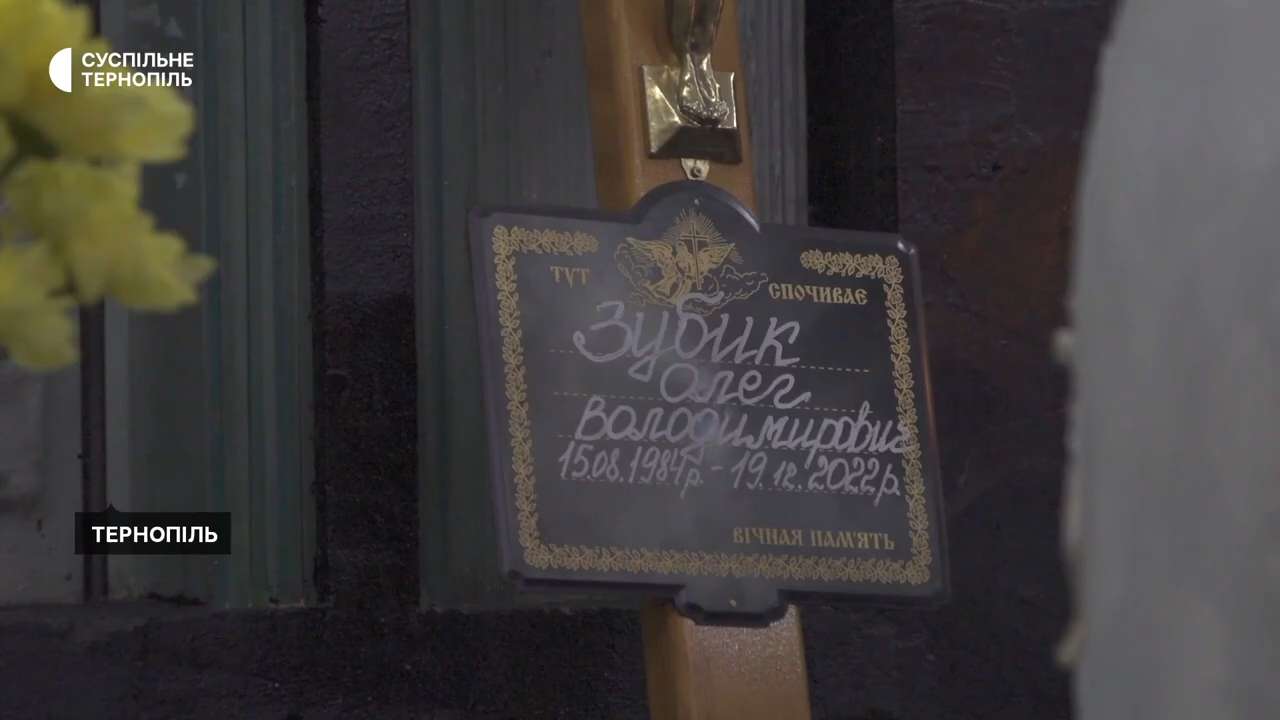 СУСПІЛЬНЕ
ТЕРНОПІЛЬ
ТУТ СПОЧИВАЄ
Зубик
Олег
Володимирович
15.08.1984р. - 19.12.2022р.
ВІЧНАЯ ПАМ'ЯТЬ
ТЕРНОПІЛЬ